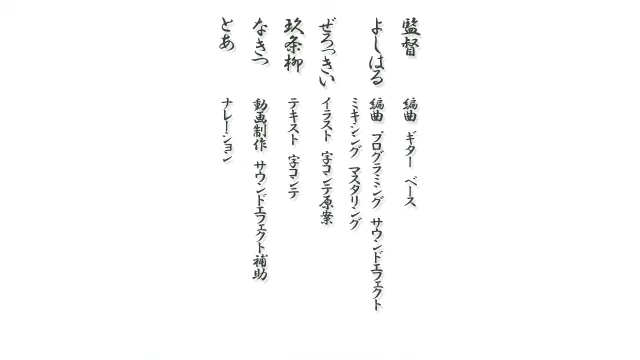 監督 編曲 ギター ベース
よしはる 編曲 プログラミング サウンドエフェクト
ミキシング マスタリング
ぜろっきぃ イラスト 字コンテ原案
玖条柳 テキスト 字コンテ
なきっ 動画制作 サウンドエフェクト補助
とあ ナレーション